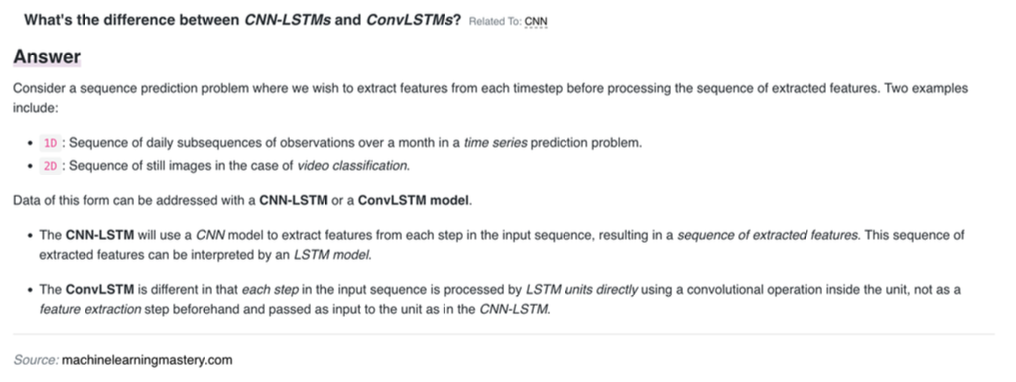 What's the difference between CNN-LSTMs and ConvLSTMs? Related To: CNN
Answer
Consider a sequence prediction problem where we wish to extract features from each timestep before processing the sequence of extracted features. Two examples
include:
• 1D : Sequence of daily subsequences of observations over a month in a time series prediction problem.
• 2D : Sequence of still images in the case of video classification.
Data of this form can be addressed with a CNN-LSTM or a ConvLSTM model.
• The CNN-LSTM will use a CNN model to extract features from each step in the input sequence, resulting in a sequence of extracted features. This sequence of
extracted features can be interpreted by an LSTM model.
• The ConvLSTM is different in that each step in the input sequence is processed by LSTM units directly using a convolutional operation inside the unit, not as a
feature extraction step beforehand and passed as input to the unit as in the CNN-LSTM.
Source: machinelearningmastery.com